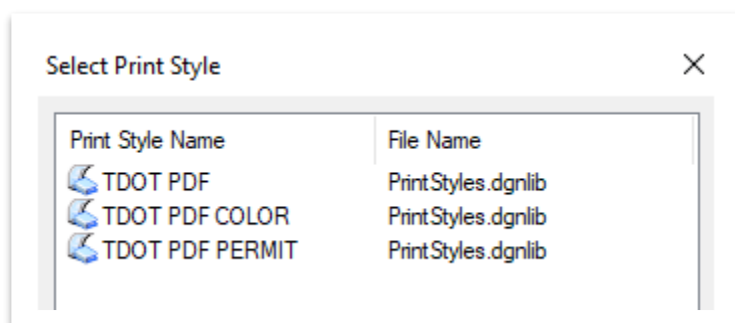 Select Print Style
Print Style Name File Name
TDOT PDF PrintStyles.dgnlib
TDOT PDF COLOR PrintStyles.dgnlib
TDOT PDF PERMIT PrintStyles.dgnlib